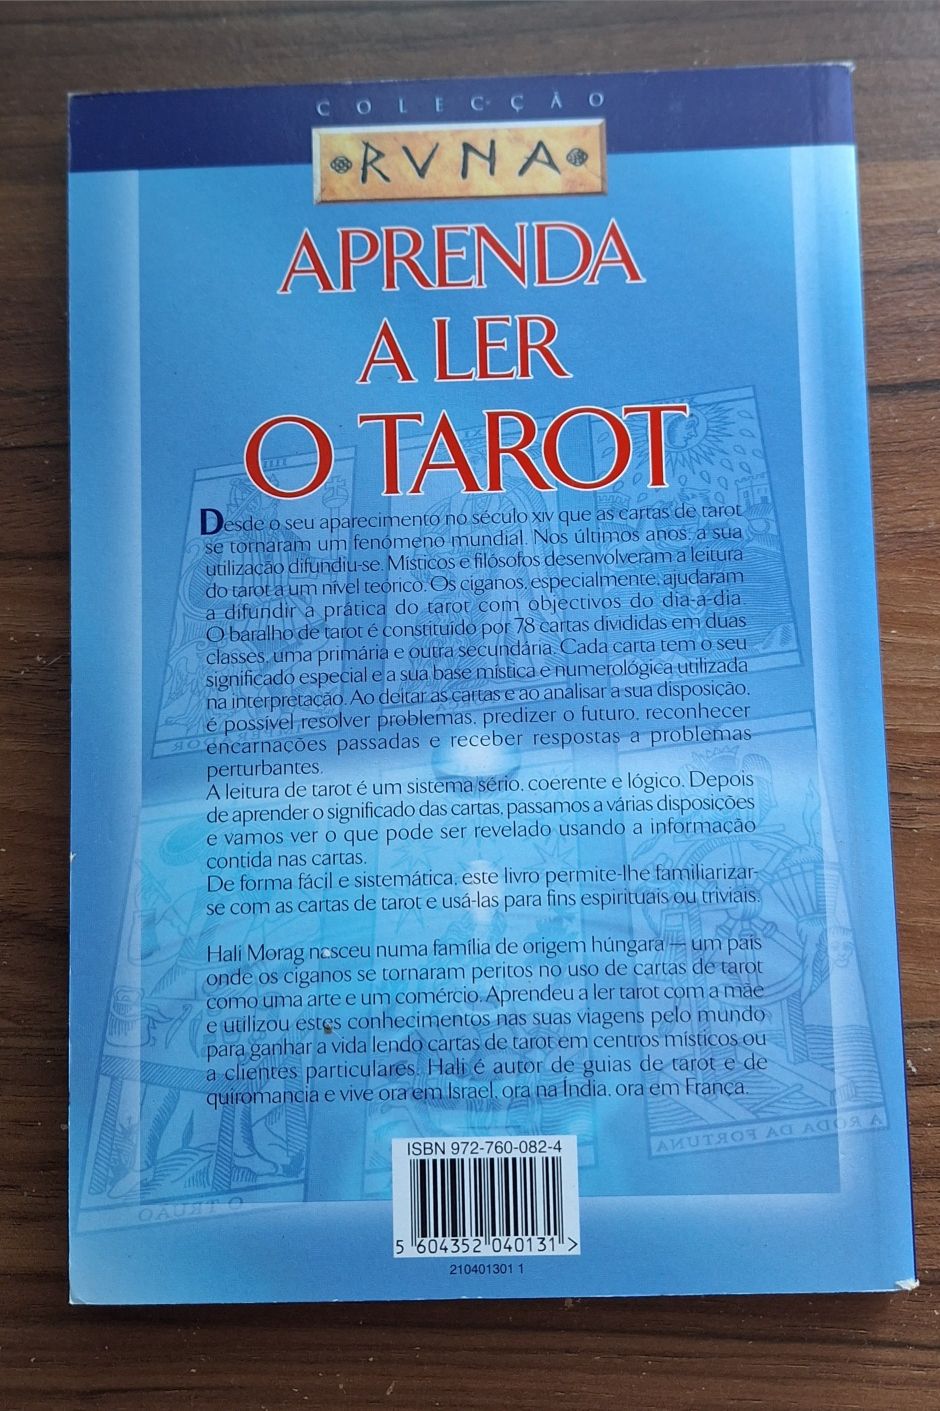 COLECÇÃO
RVNA
APRENDA
A LER
O TAROT
Desde o seu aparecimento no século XIV que as cartas de tarot
se tornaram um fenómeno mundial. Nos últimos anos, a sua
utilização difundiu-se. Místicos e filósofos desenvolveram a leitura
do tarot a um nível teórico. Os ciganos, especialmente, ajudaram
a difundir a prática do tarot com objectivos do dia-a-dia.
O baralho de tarot é constituído por 78 cartas divididas em duas
classes, uma primária e outra secundária. Cada carta tem o seu
significado especial e a sua base mística e numerológica utilizada
na interpretação. Ao deitar as cartas e ao analisar a sua disposição,
é possível resolver problemas, predizer o futuro, reconhecer
encarnações passadas e receber respostas a problemas
perturbantes.
A leitura de tarot é um sistema sério, coerente e lógico. Depois
de aprender o significado das cartas, passamos a várias disposições
e vamos ver o que pode ser revelado usando a informação
contida nas cartas.
De forma fácil e sistemática, este livro permite-lhe familiarizar-
se com as cartas de tarot e usá-las para fins espirituais ou triviais.
Hali Morag nasceu numa família de origem húngara — um país
onde os ciganos se tornaram peritos no uso de cartas de tarot
como uma arte e um comércio. Aprendeu a ler tarot com a mãe
e utilizou estes conhecimentos nas suas viagens pelo mundo
para ganhar a vida lendo cartas de tarot em centros místicos ou
a clientes particulares. Hali é autor de guias de tarot e de
quiromancia e vive ora em Israel, ora na Índia, ora em França.
A RODA DA FORTUNA
O TRUÃO
ISBN 972-760-082-4
5 604352 040131 >
210401301 1